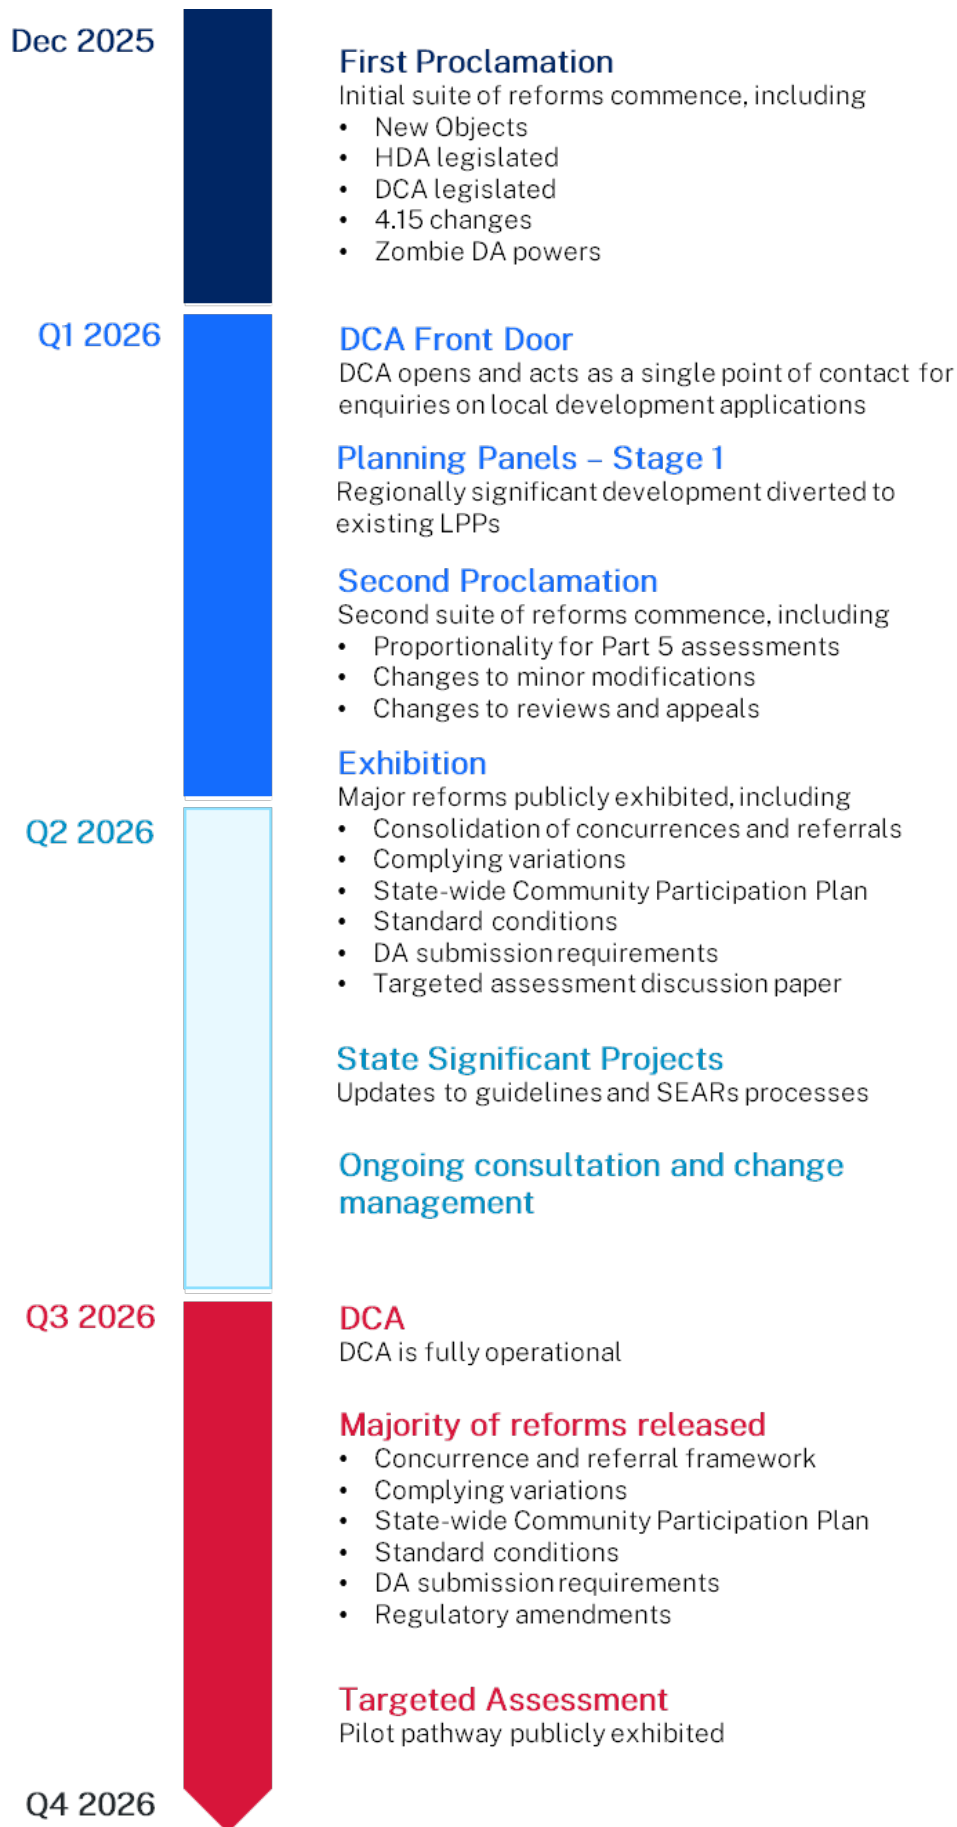 Dec 2025
First Proclamation
Initial suite of reforms commence, including
• New Objects
• HDA legislated
• DCA legislated
• 4.15 changes
• Zombie DA powers
Q1 2026
DCA Front Door
DCA opens and acts as a single point of contact for
enquiries on local development applications
Planning Panels – Stage 1
Regionally significant development diverted to
existing LPPs
Second Proclamation
Second suite of reforms commence, including
• Proportionality for Part 5 assessments
• Changes to minor modifications
• Changes to reviews and appeals
Exhibition
Major reforms publicly exhibited, including
Q2 2026
• Consolidation of concurrences and referrals
• Complying variations
• State-wide Community Participation Plan
• Standard conditions
• DA submission requirements
• Targeted assessment discussion paper
State Significant Projects
Updates to guidelines and SEARs processes
Ongoing consultation and change
management
Q3 2026
DCA
DCA is fully operational
Majority of reforms released
• Concurrence and referral framework
• Complying variations
• State-wide Community Participation Plan
• Standard conditions
• DA submission requirements
• Regulatory amendments
Targeted Assessment
Pilot pathway publicly exhibited
Q4 2026